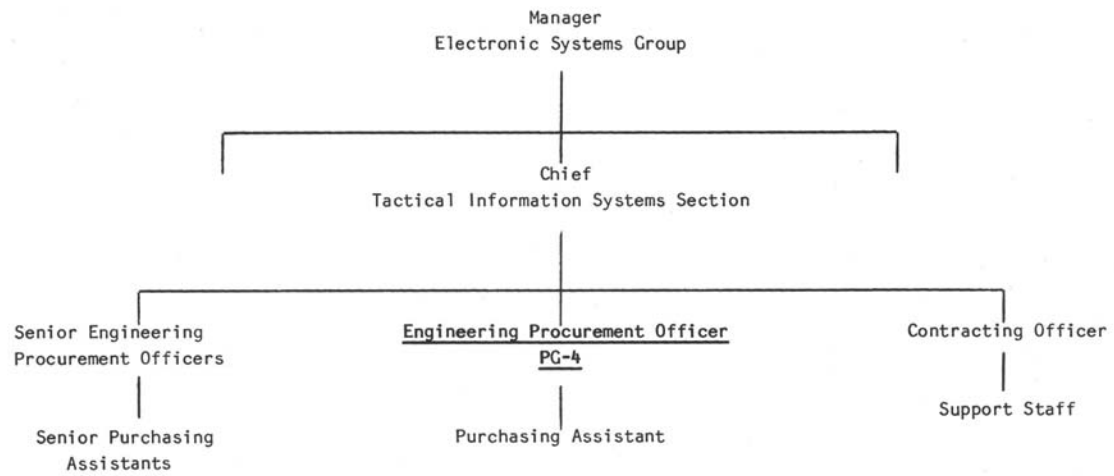 Manager
Electronic Systems Group
Chief
Tactical Information Systems Section
Senior Engineering
Procurement Officers
Engineering Procurement Officer
PG-4
Contracting Officer
Senior Purchasing
Assistants
Purchasing Assistant
Support Staff